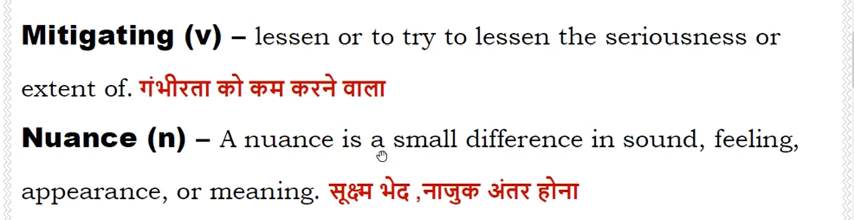 Mitigating (v) – lessen or to try to lessen the seriousness or
extent of. गंभीरता को कम करने वाला
Nuance (n) – A nuance is a small difference in sound, feeling,
appearance, or meaning. सूक्ष्म भेद ,नाजुक अंतर होना